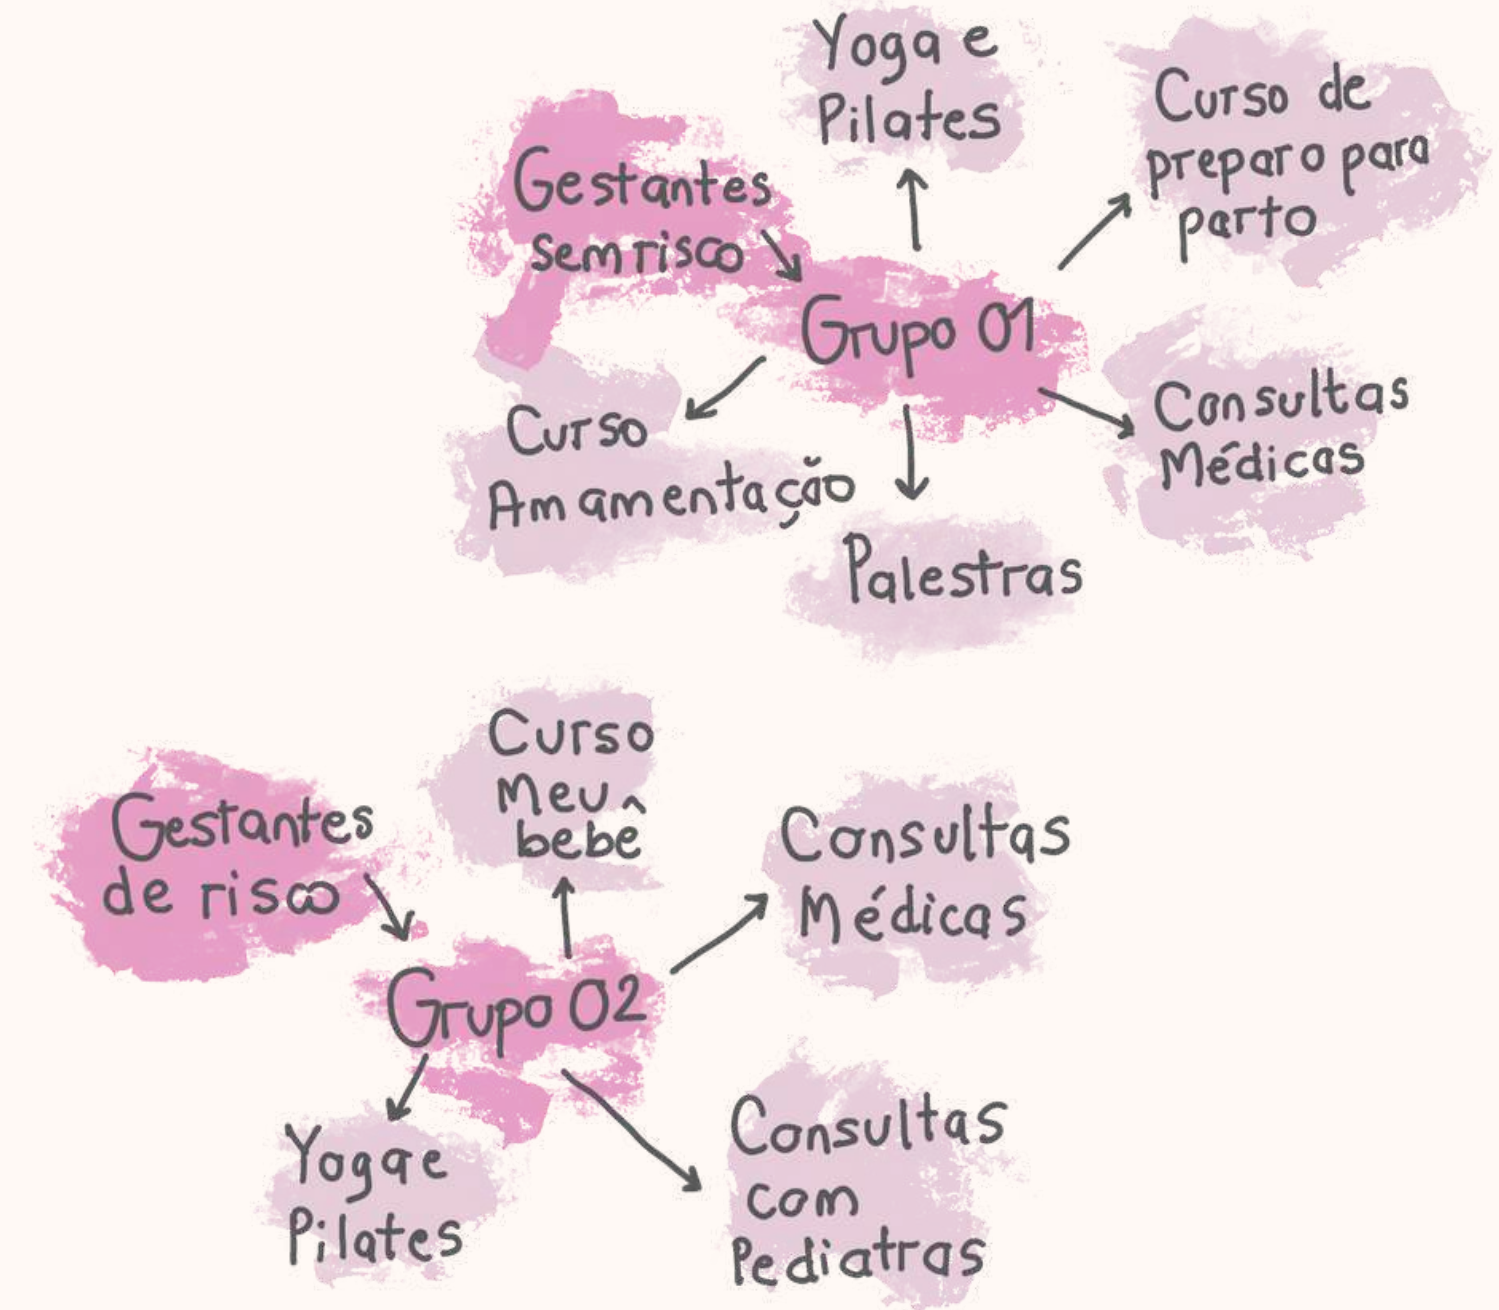 Yoga e
Pilates
Curso de
preparo para
parto
Gestantes
sem risco
Grupo 01
Consultas
Médicas
Curso
Amamentação
Palestras
Curso
Meu
bebê
Gestantes
de risco
Consultas
Médicas
Grupo 02
Yoga e
Pilates
Consultas
com
Pediatras